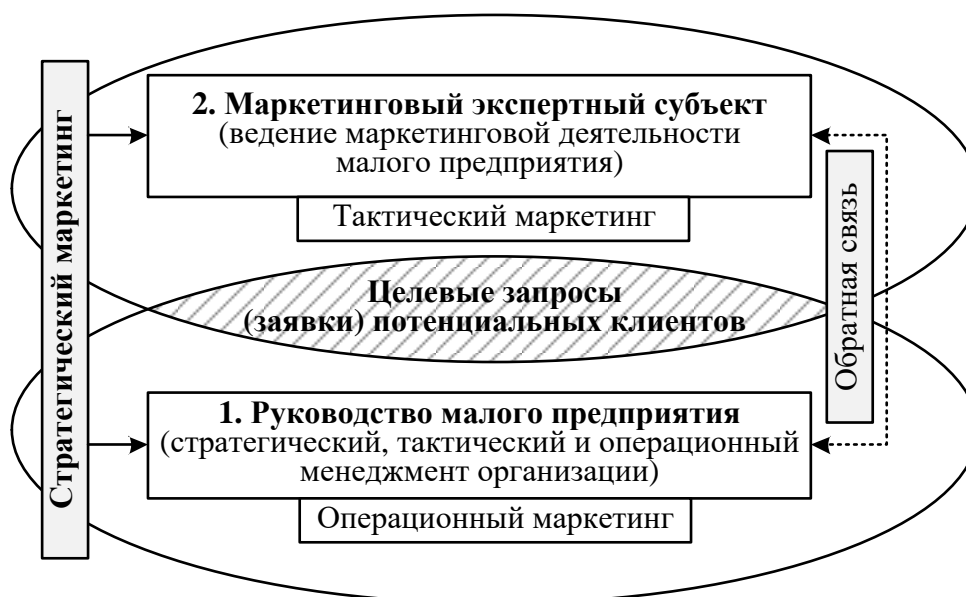 Стратегический маркетинг
2. Маркетинговый экспертный субъект
(ведение маркетинговой деятельности
малого предприятия)
Тактический маркетинг
Целевые запросы
(заявки) потенциальных клиентов
Обратная связь
1. Руководство малого предприятия
(стратегический, тактический и операционный
менеджмент организации)
Операционный маркетинг